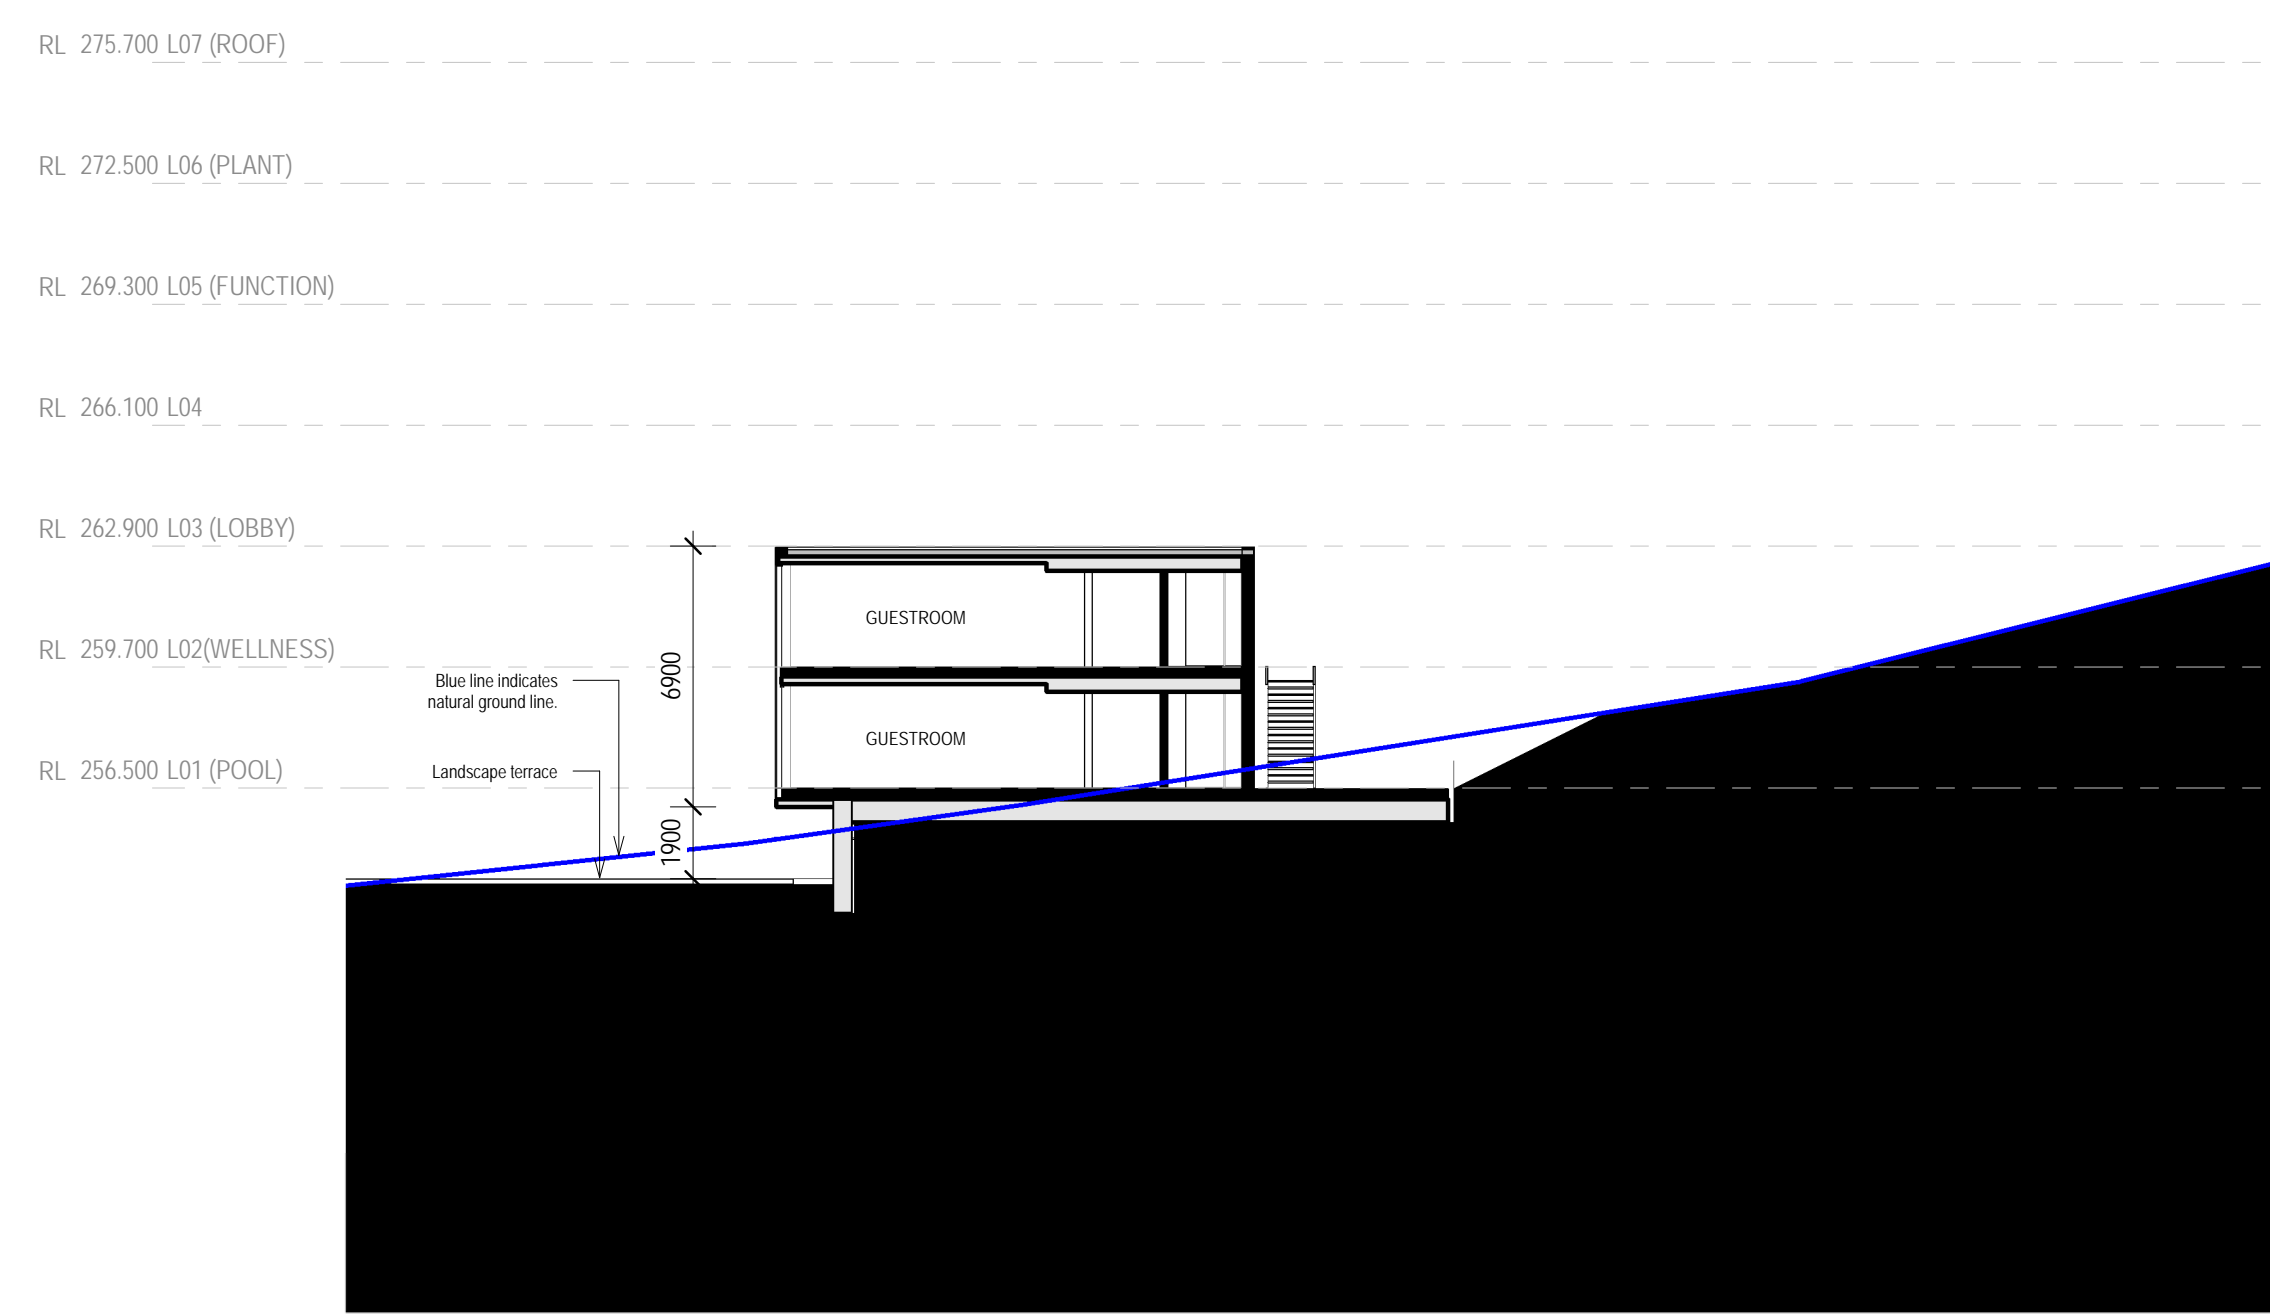 RL 275.700 L07 (ROOF)
RL 272.500 L06 (PLANT)
RL 269.300 L05 (FUNCTION)
RL 266.100 L04
RL 262.900 L03 (LOBBY)
GUESTROOM
RL 259.700 L02(WELLNESS)
6900
Blue line indicates
natural ground line.
GUESTROOM
RL 256.500 L01 (POOL)
Landscape terrace
1900